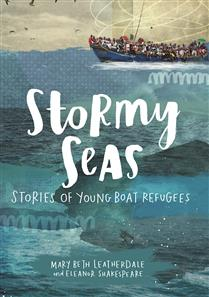 Stormy
Seas
Stories of Young Boat Refugees
Mary Beth Leatherdale
and Eleanor Shakespeare